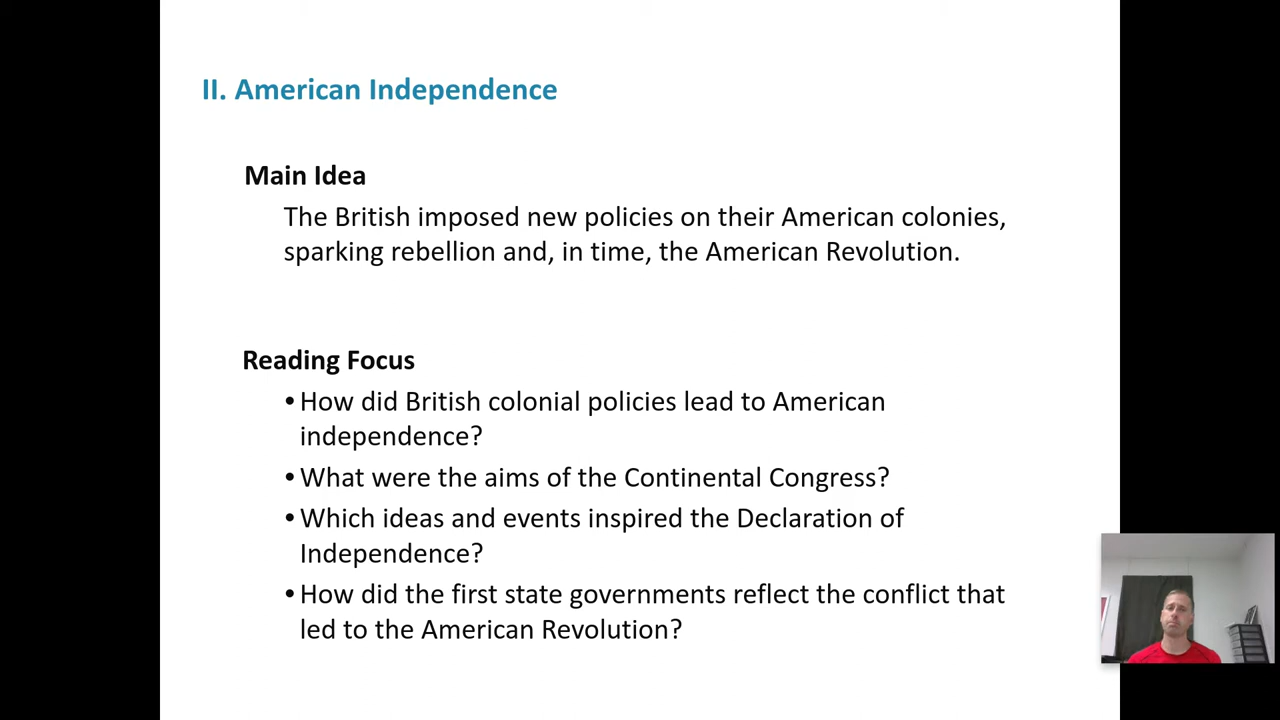 II. American Independence
Main Idea
The British imposed new policies on their American colonies,
sparking rebellion and, in time, the American Revolution.
Reading Focus
•How did British colonial policies lead to American
independence?
•What were the aims of the Continental Congress?
•Which ideas and events inspired the Declaration of
Independence?
•How did the first state governments reflect the conflict that
led to the American Revolution?